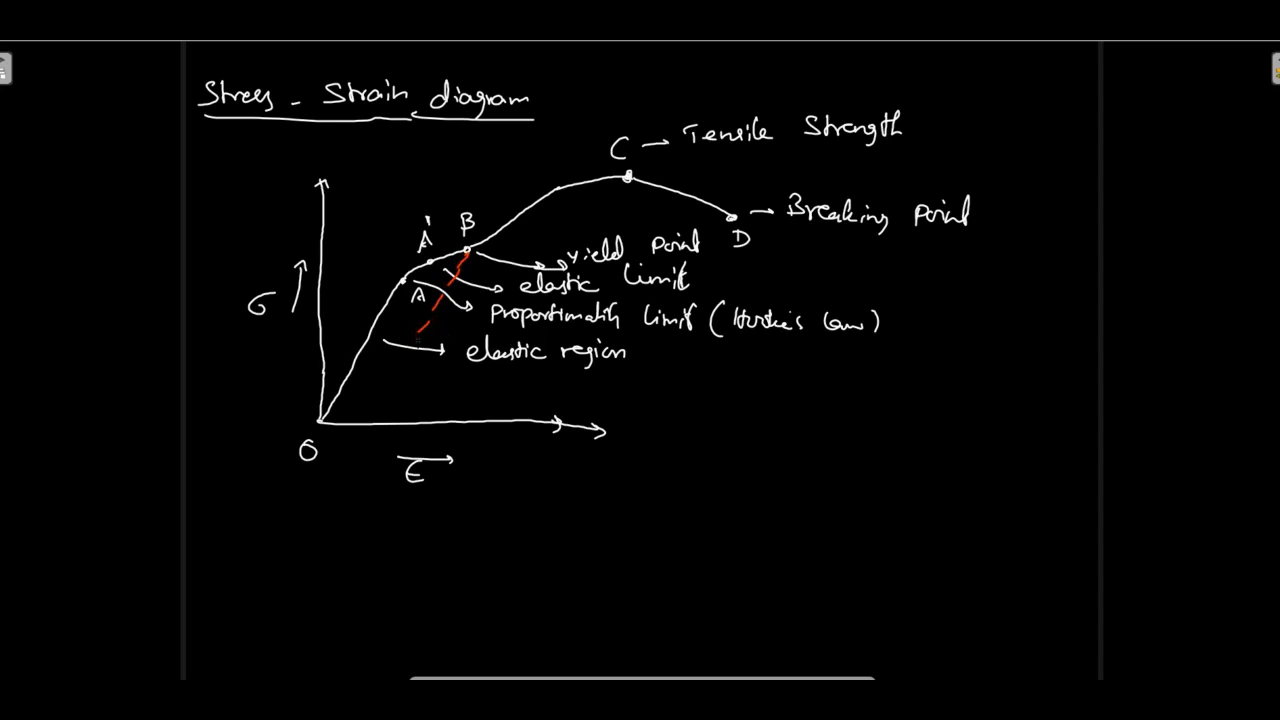 Stress - Strain diagram
C → Tensile Strength
A' B
D → Breaking Point
yield Point
elastic limit
A
proportionality limit (Hooke's law)
elastic region
σ
O
ϵ